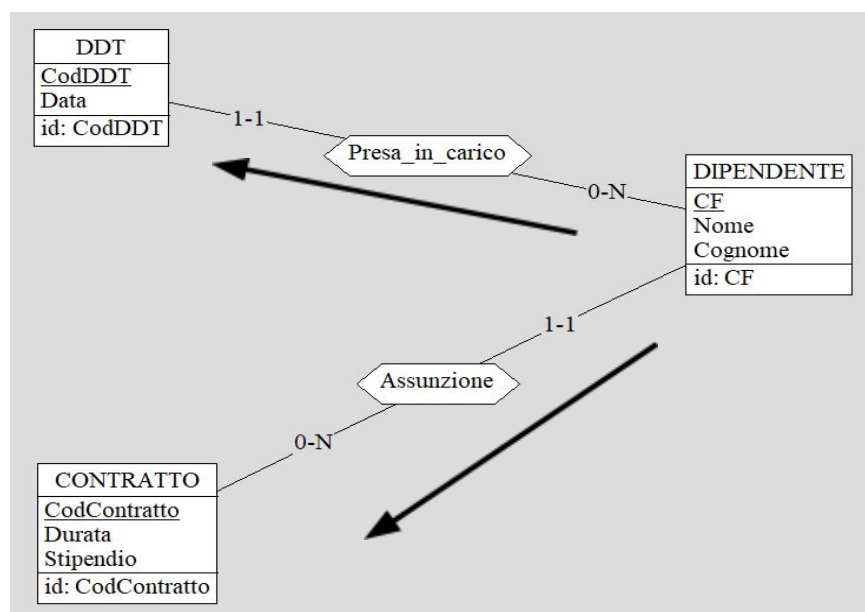 DDT
CodDDT
Data
id: CodDDT
1-1
Presa_in_carico
0-N
DIPENDENTE
CF
Nome
Cognome
id: CF
1-1
Assunzione
0-N
CONTRATTO
CodContratto
Durata
Stipendio
id: CodContratto